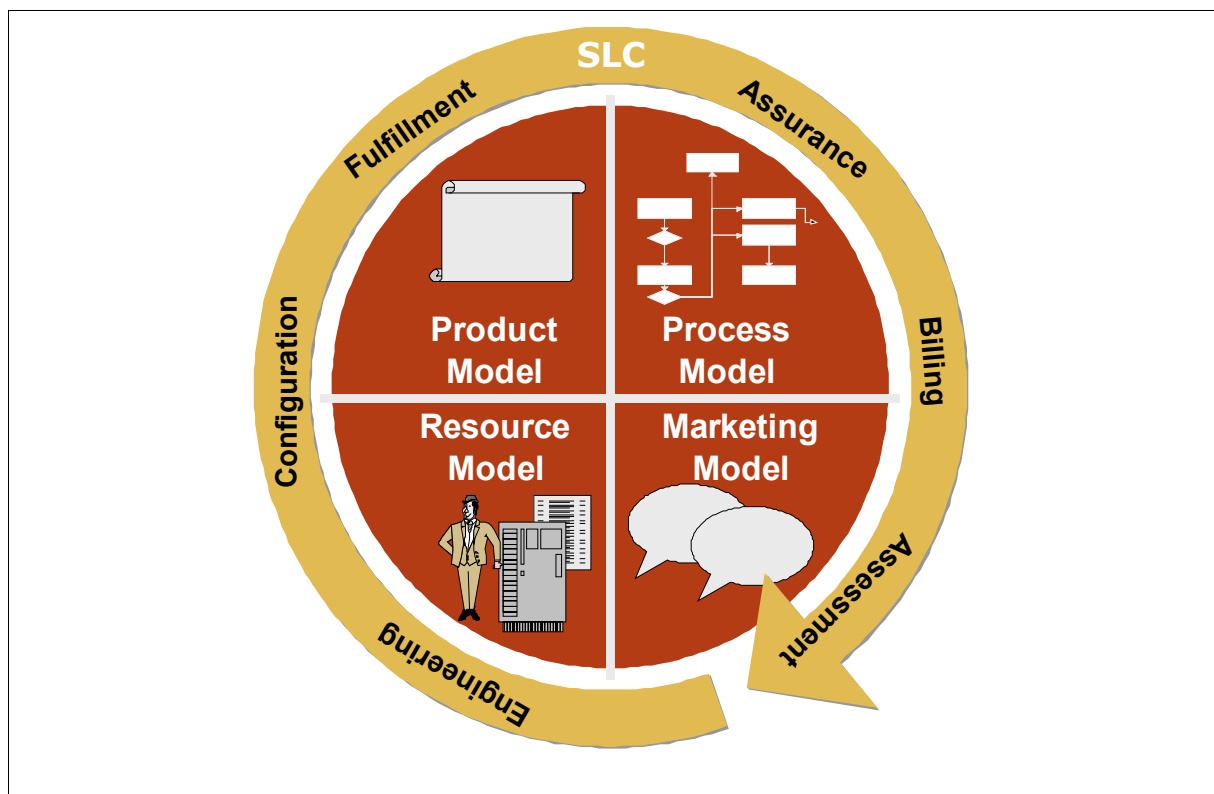 SLC
Fulfillment
Assurance
Product
Model
Process
Model
Configuration
Billing
Resource
Model
Marketing
Model
Engineering
Assessment